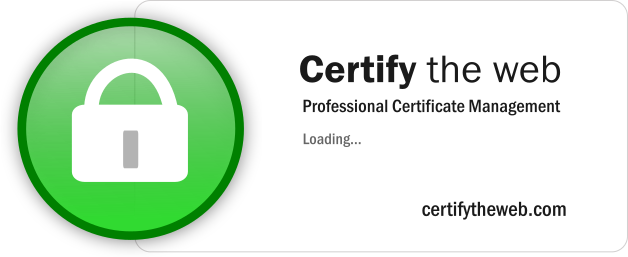 Certify the web
Professional Certificate Management
Loading...
certifytheweb.com